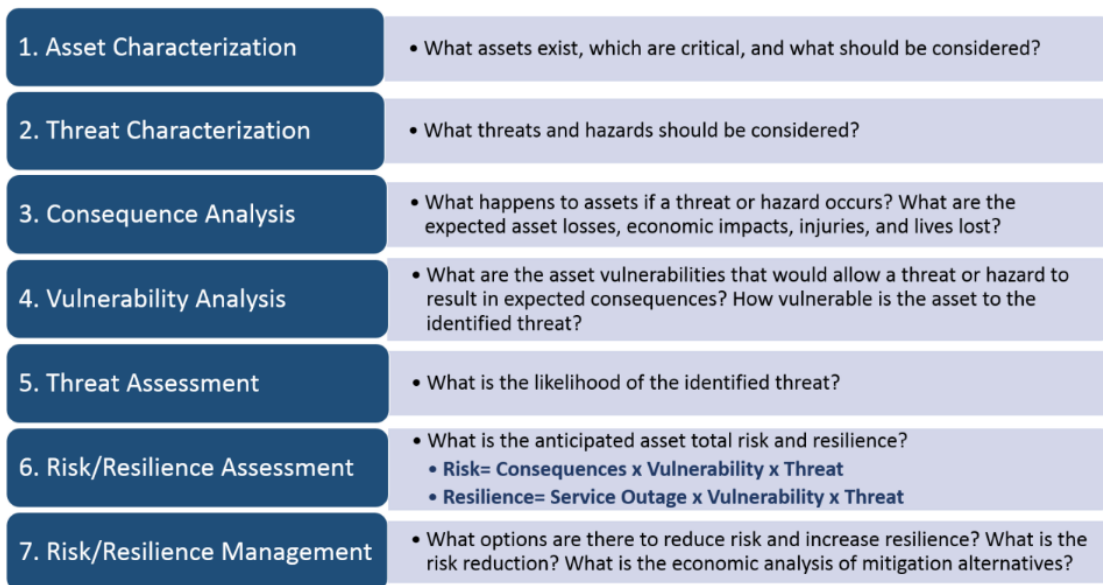 1. Asset Characterization
• What assets exist, which are critical, and what should be considered?
2. Threat Characterization
• What threats and hazards should be considered?
3. Consequence Analysis
• What happens to assets if a threat or hazard occurs? What are the
expected asset losses, economic impacts, injuries, and lives lost?
4. Vulnerability Analysis
• What are the asset vulnerabilities that would allow a threat or hazard to
result in expected consequences? How vulnerable is the asset to the
identified threat?
5. Threat Assessment
• What is the likelihood of the identified threat?
6. Risk/Resilience Assessment
• What is the anticipated asset total risk and resilience?
• Risk= Consequences x Vulnerability x Threat
• Resilience= Service Outage x Vulnerability x Threat
7. Risk/Resilience Management
• What options are there to reduce risk and increase resilience? What is the
risk reduction? What is the economic analysis of mitigation alternatives?